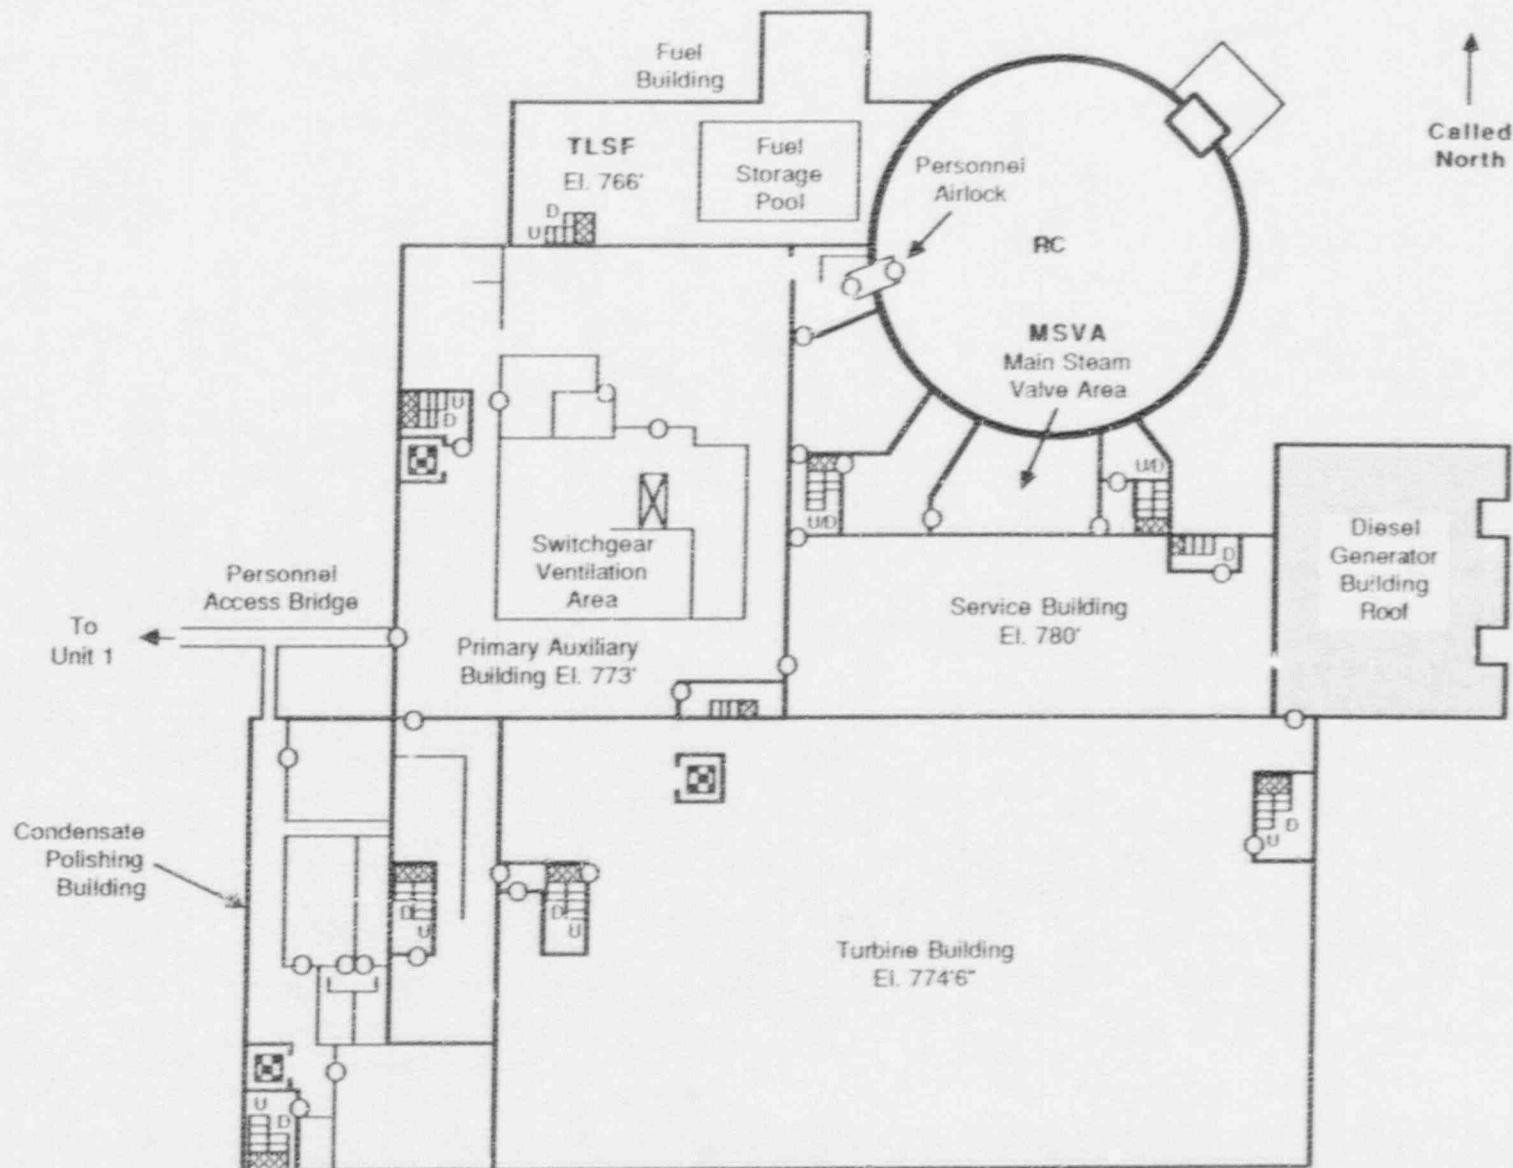 Fuel
Building
TLSF
El. 766'
Fuel
Storage
Pool
Personnel
Airlock
Called
North
D
U
RC
MSVA
Main Steam
Valve Area
U
D
U/D
U/D
D
Switchgear
Ventilation
Area
Diesel
Generator
Building
Roof
Personnel
Access Bridge
To
Unit 1
Service Building
El. 780'
Primary Auxiliary
Building El. 773'
Condensate
Polishing
Building
D
U
D
U
D
U
Turbine Building
El. 774'6"
U
D